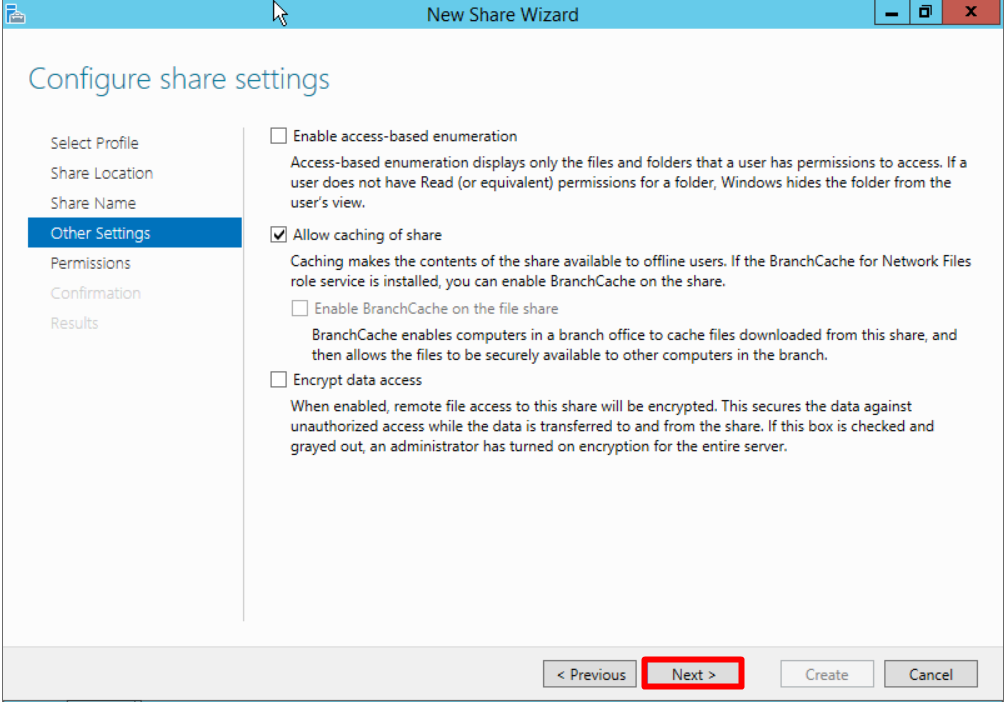 New Share Wizard
Configure share settings
Select Profile
Share Location
Share Name
Other Settings
Permissions
Confirmation
Results
Enable access-based enumeration
Access-based enumeration displays only the files and folders that a user has permissions to access. If a
user does not have Read (or equivalent) permissions for a folder, Windows hides the folder from the
user's view.
Allow caching of share
Caching makes the contents of the share available to offline users. If the BranchCache for Network Files
role service is installed, you can enable BranchCache on the share.
Enable BranchCache on the file share
BranchCache enables computers in a branch office to cache files downloaded from this share, and
then allows the files to be securely available to other computers in the branch.
Encrypt data access
When enabled, remote file access to this share will be encrypted. This secures the data against
unauthorized access while the data is transferred to and from the share. If this box is checked and
grayed out, an administrator has turned on encryption for the entire server.
< Previous
Next >
Create
Cancel